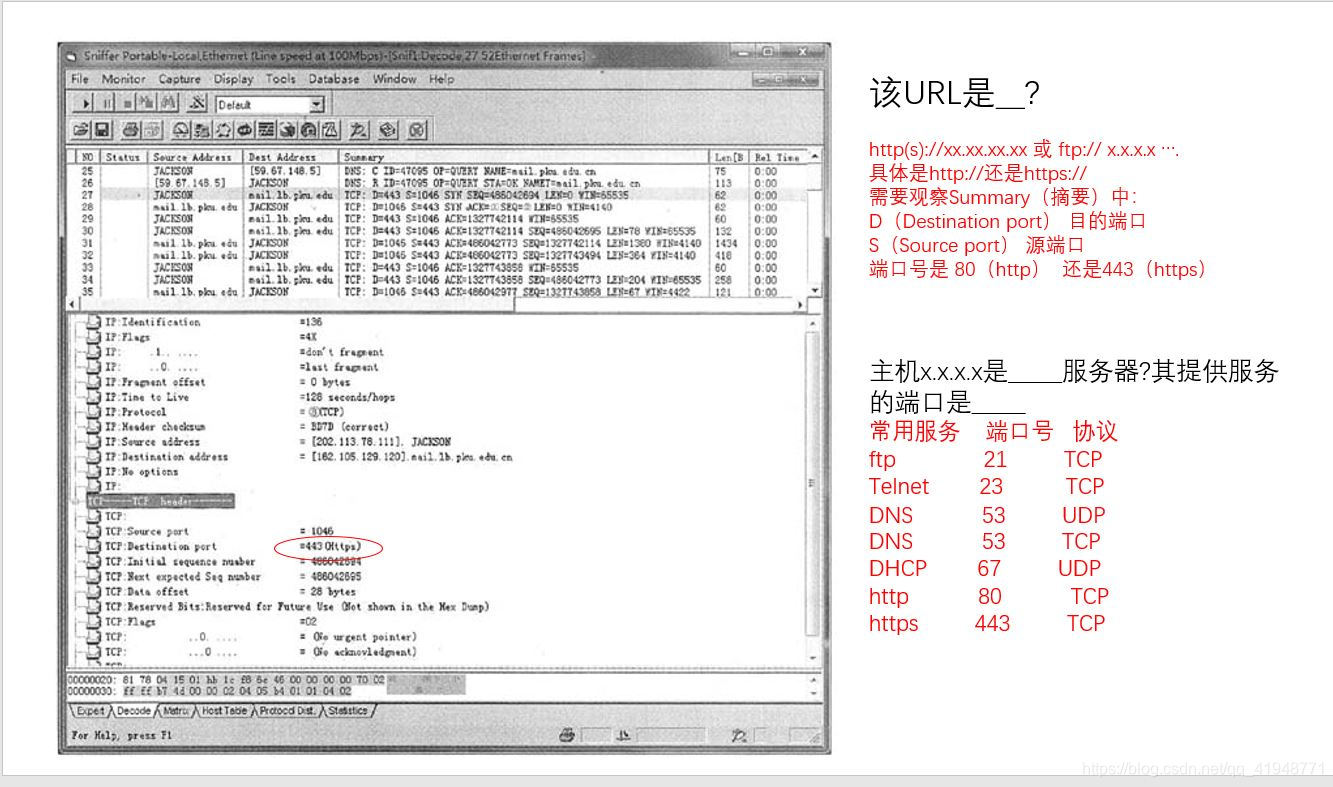 Sniffer Portable-Local,Ethernet (Line speed at 100Mbps)-[Snif1:Decode 27 52Ethernet Frames]
File Monitor Capture Display Tools Database Window Help
Default
NO Status Source Address Dest Address Summary Len[B Rel Time
25 JACKSON [59.67.148.5] DNS: C ID=47095 OP=QUERY NAME=mail.pku.edu.cn 75 0:00
26 [59.67.148.5] JACKSON DNS: R ID=47095 OP=QUERY STA=OK NAMET=mail.pku.edu.cn 113 0:00
27 JACKSON mail.lb.pku.edu TCP: D=443 S=1046 SYN SEQ=486042694 LEN=0 WIN=65535 62 0:00
28 mail.lb.pku.edu JACKSON TCP: D=1046 S=443 SYN ACK=① SEQ=② LEN=0 WIN=4140 62 0:00
29 JACKSON mail.lb.pku.edu TCP: D=443 S=1046 ACK=1327742114 WIN=65535 60 0:00
30 JACKSON mail.lb.pku.edu TCP: D=443 S=1046 ACK=1327742114 SEQ=486042695 LEN=78 WIN=65535 132 0:00
31 mail.lb.pku.edu JACKSON TCP: D=1046 S=443 ACK=486042773 SEQ=1327742114 LEN=1380 WIN=4140 1434 0:00
32 mail.lb.pku.edu JACKSON TCP: D=1046 S=443 ACK=486042773 SEQ=1327743494 LEN=364 WIN=4140 418 0:00
33 JACKSON mail.lb.pku.edu TCP: D=443 S=1046 ACK=1327743858 WIN=65535 60 0:00
34 JACKSON mail.lb.pku.edu TCP: D=443 S=1046 ACK=1327743858 SEQ=486042773 LEN=204 WIN=65535 258 0:00
35 mail.lb.pku.edu JACKSON TCP: D=1046 S=443 ACK=486042977 SEQ=1327743858 LEN=67 WIN=4422 121 0:00
IP:Identification =136
IP:Flags =4X
IP: .1.. .... =don't fragment
IP: ..0. .... =last fragment
IP:Fragment offset = 0 bytes
IP:Time to Live =128 seconds/hops
IP:Protocol = ③(TCP)
IP:Header checksum = BD7D (correct)
IP:Source address = [202.113.78.111], JACKSON
IP:Destination address = [162.105.129.120].mail.lb.pku.edu.cn
IP:No options
IP:
TCP-----TCP header--------
TCP:
TCP:Source port = 1046
TCP:Destination port =443(Https)
TCP:Initial sequence number = 486042694
TCP:Next expected Seq number = 486042695
TCP:Data offset = 28 bytes
TCP:Reserved Bits:Reserved for Future Use (Not shown in the Hex Dump)
TCP:Flags =02
TCP: ..0. .... = (No urgent pointer)
TCP: ...0 .... = (No acknowledgment)
00000020: 81 78 04 15 01 bb 1c f8 6e 46 00 00 00 00 70 02
00000030: ff ff b7 4d 00 00 02 04 05 b4 01 01 04 02
Expert Decode Matrix Host Table Protocol Dist. Statistics
For Help, press F1
该URL是__?
http(s)://xx.xx.xx.xx 或 ftp:// x.x.x.x ….
具体是http://还是https://
需要观察Summary（摘要）中：
D（Destination port） 目的端口
S（Source port） 源端口
端口号是 80（http） 还是443（https）
主机x.x.x.x是____服务器?其提供服务
的端口是____
常用服务 端口号 协议
ftp 21 TCP
Telnet 23 TCP
DNS 53 UDP
DNS 53 TCP
DHCP 67 UDP
http 80 TCP
https 443 TCP
https://blog.csdn.net/qq_41948771